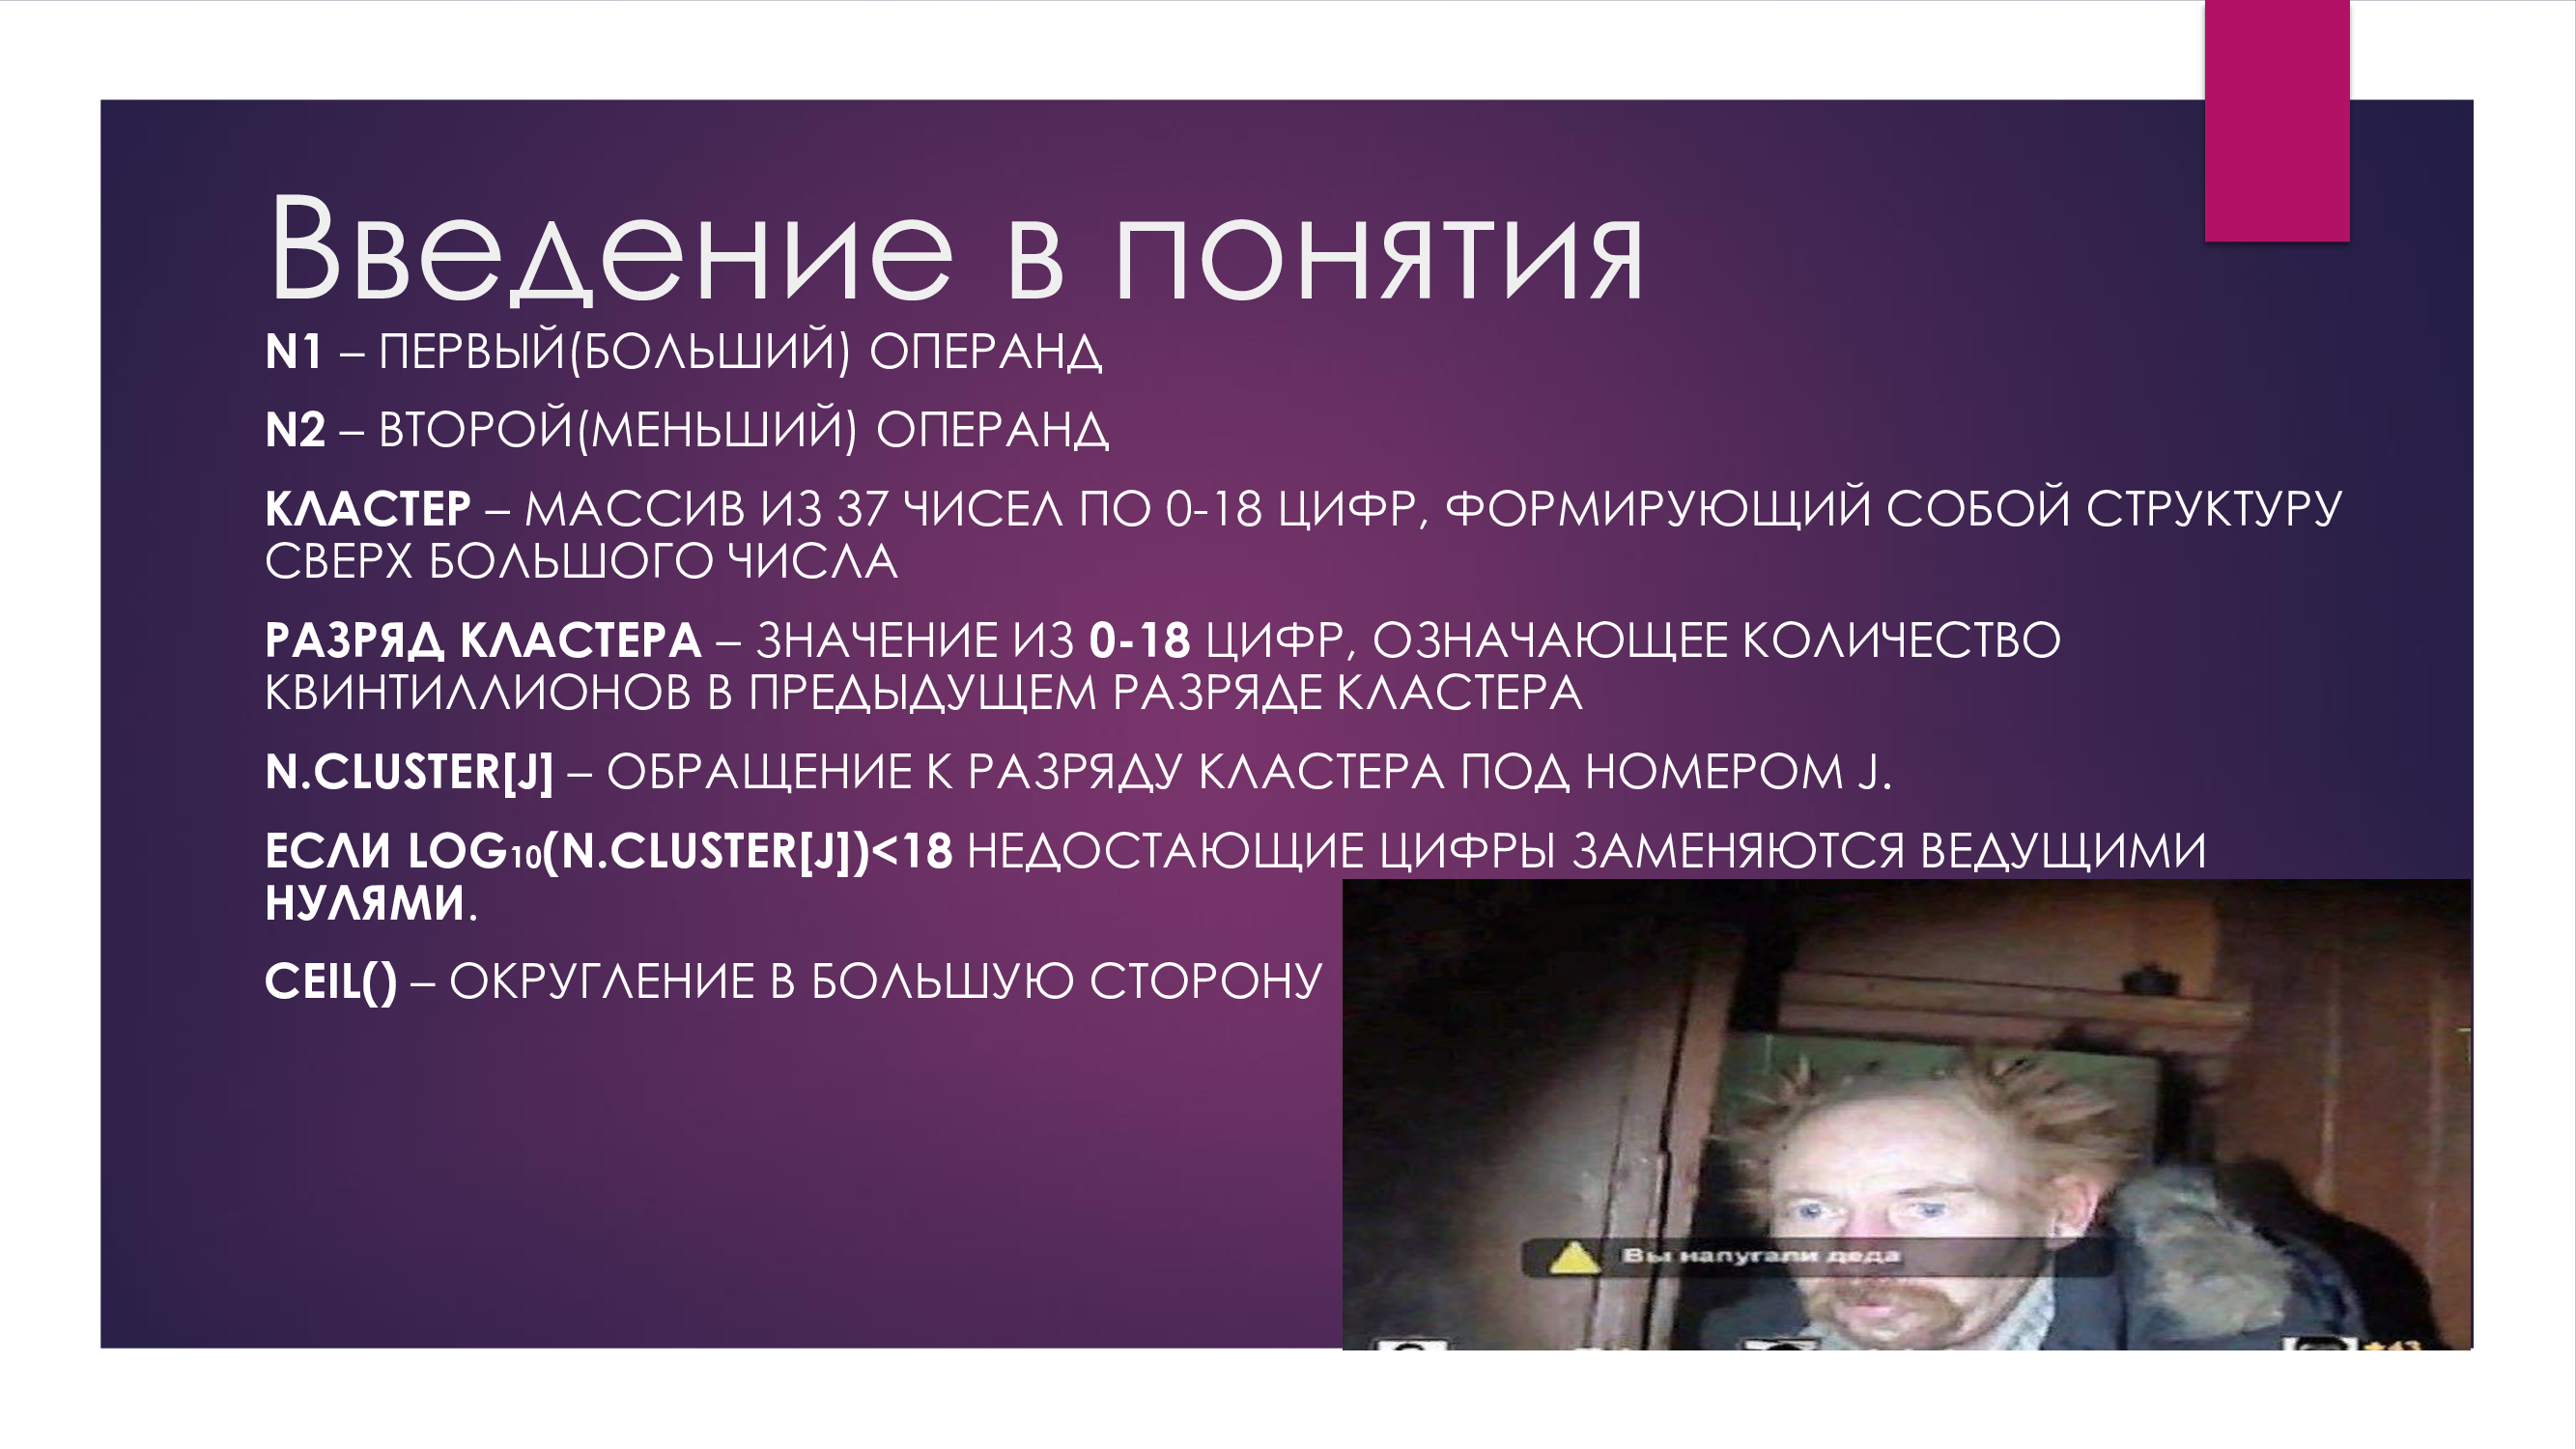 Введение в понятия
N1 – ПЕРВЫЙ(БОЛЬШИЙ) ОПЕРАНД
N2 – ВТОРОЙ(МЕНЬШИЙ) ОПЕРАНД
КЛАСТЕР – МАССИВ ИЗ 37 ЧИСЕЛ ПО 0-18 ЦИФР, ФОРМИРУЮЩИЙ СОБОЙ СТРУКТУРУ
СВЕРХ БОЛЬШОГО ЧИСЛА
РАЗРЯД КЛАСТЕРА – ЗНАЧЕНИЕ ИЗ 0-18 ЦИФР, ОЗНАЧАЮЩЕЕ КОЛИЧЕСТВО
КВИНТИЛЛИОНОВ В ПРЕДЫДУЩЕМ РАЗРЯДЕ КЛАСТЕРА
N.CLUSTER[J] – ОБРАЩЕНИЕ К РАЗРЯДУ КЛАСТЕРА ПОД НОМЕРОМ J.
ЕСЛИ LOG₁₀(N.CLUSTER[J])<18 НЕДОСТАЮЩИЕ ЦИФРЫ ЗАМЕНЯЮТСЯ ВЕДУЩИМИ
НУЛЯМИ.
CEIL() – ОКРУГЛЕНИЕ В БОЛЬШУЮ СТОРОНУ
Вы напугали деда